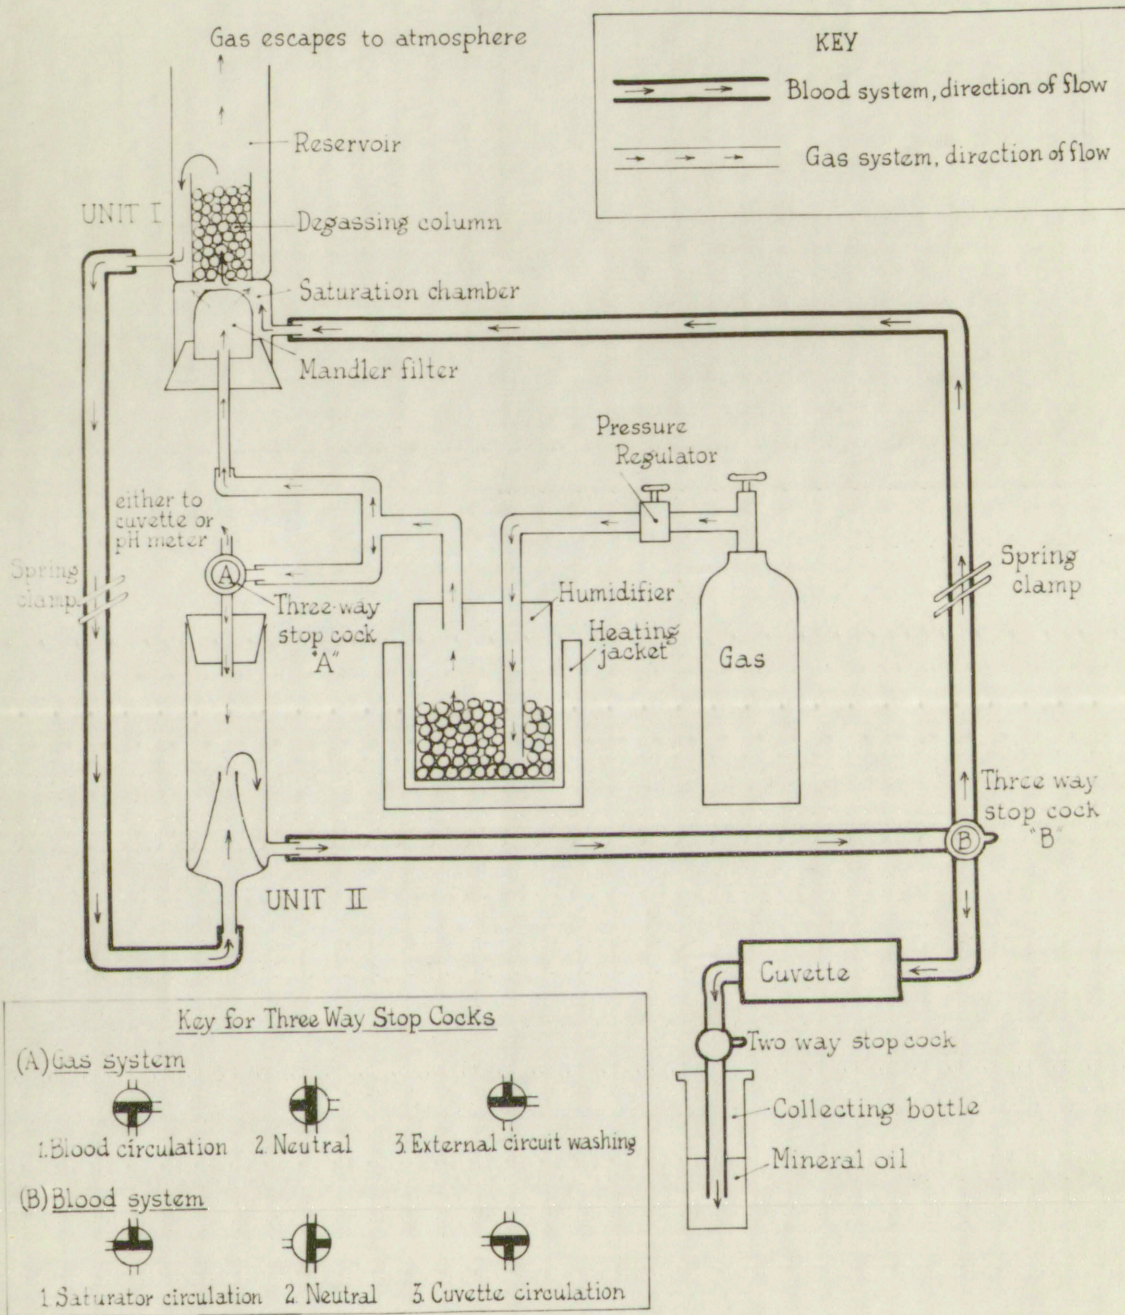 Gas escapes to atmosphere
KEY
Blood system, direction of flow
Gas system, direction of flow
Reservoir
UNIT I
Degassing column
Saturation chamber
Mandler filter
Pressure
Regulator
either to
cuvette or
pH meter
Spring
clamp
A
Three-way
stop cock
"A"
Humidifier
Heating
jacket
Gas
Spring
clamp
Three way
stop cock
"B"
B
UNIT II
Cuvette
Two way stop cock
Collecting bottle
Mineral oil
Key for Three Way Stop Cocks
(A) Gas system
1. Blood circulation
2. Neutral
3. External circuit washing
(B) Blood system
1. Saturator circulation
2. Neutral
3. Cuvette circulation